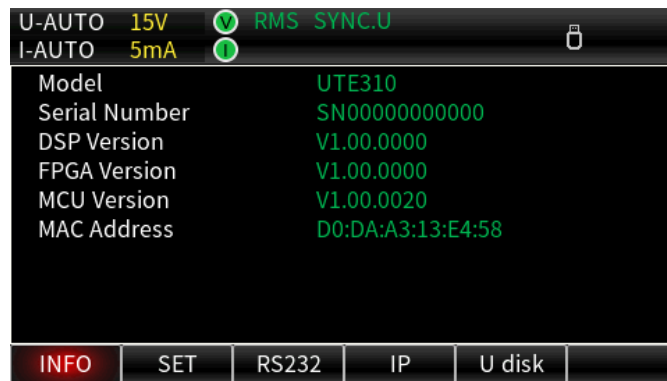 U-AUTO 15V V RMS SYNC.U
I-AUTO 5mA I
Model UTE310
Serial Number SN00000000000
DSP Version V1.00.0000
FPGA Version V1.00.0000
MCU Version V1.00.0020
MAC Address D0:DA:A3:13:E4:58
INFO SET RS232 IP U disk